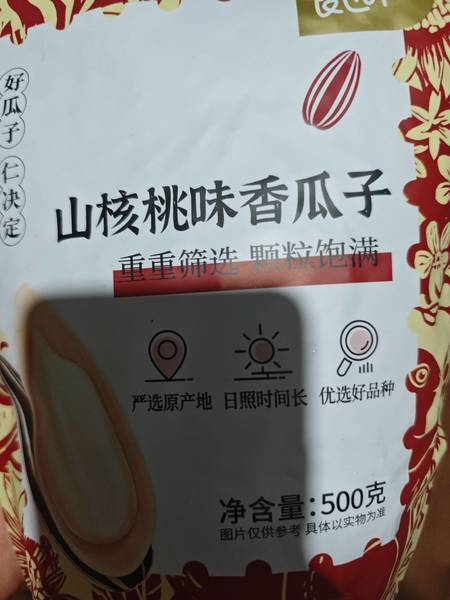 好瓜子 仁决定
山核桃味香瓜子
重重筛选 颗粒饱满
严选原产地 日照时间长 优选好品种
净含量：500克
图片仅供参考 具体以实物为准